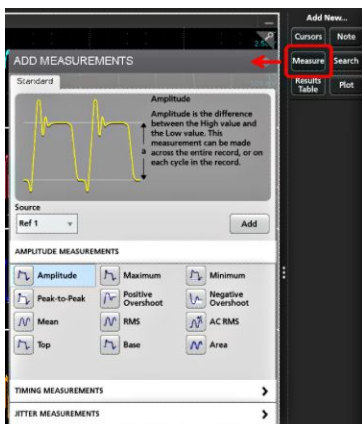 Add New...
Cursors Note
Measure Search
Results Table Plot
ADD MEASUREMENTS
Standard
Amplitude
Amplitude is the difference
between the High value and
the Low value. This
measurement can be made
across the entire record, or on
each cycle in the record.
a
Source
Ref 1
Add
AMPLITUDE MEASUREMENTS
Amplitude Maximum Minimum
Peak-to-Peak Positive Overshoot Negative Overshoot
Mean RMS AC RMS
Top Base Area
TIMING MEASUREMENTS
JITTER MEASUREMENTS